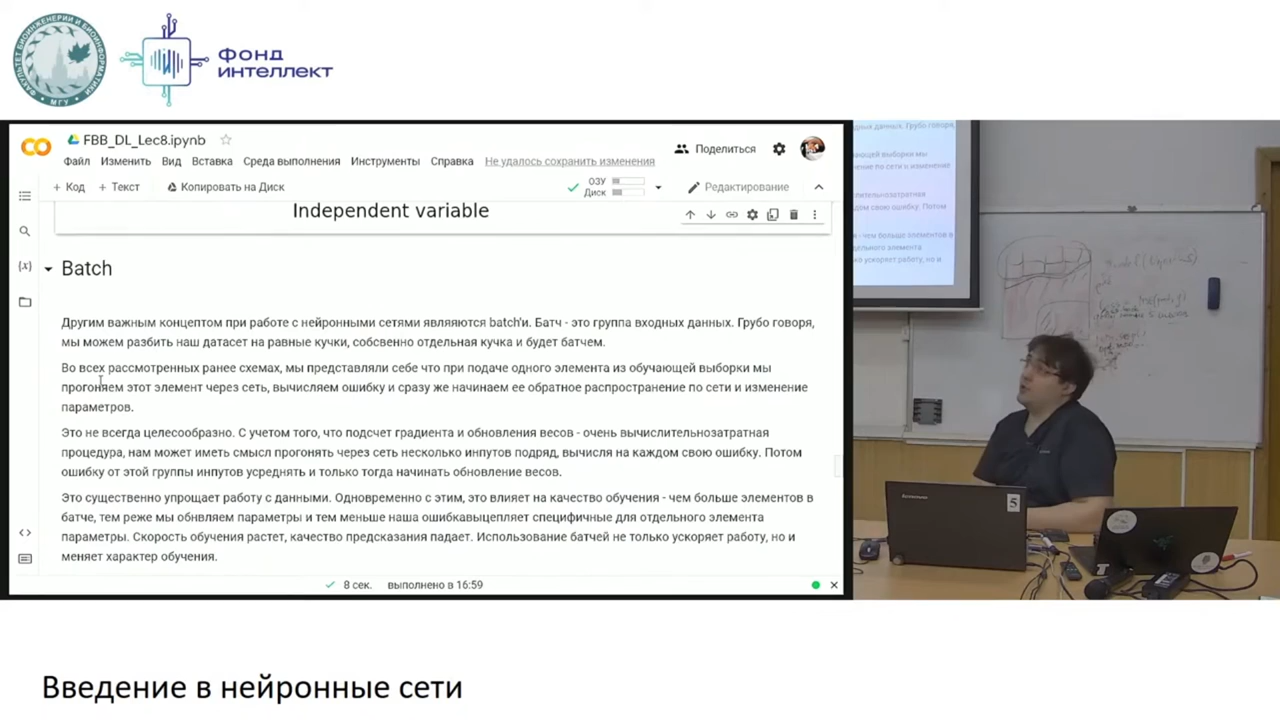 ФАКУЛЬТЕТ БИОИНЖЕНЕРИИ И БИОИНФОРМАТИКИ
МГУ
Фонд
интеллект
FBB_DL_Lec8.ipynb
Поделиться
Файл Изменить Вид Вставка Среда выполнения Инструменты Справка Не удалось сохранить изменения
+ Код + Текст Копировать на Диск ОЗУ Редактирование
Диск
Independent variable
Batch
Другим важным концептом при работе с нейронными сетями являяются batch'и. Батч - это группа входных данных. Грубо говоря,
мы можем разбить наш датасет на равные кучки, собсвенно отдельная кучка и будет батчем.
Во всех рассмотренных ранее схемах, мы представляли себе что при подаче одного элемента из обучающей выборки мы
прогоняем этот элемент через сеть, вычисляем ошибку и сразу же начинаем ее обратное распространение по сети и изменение
параметров.
Это не всегда целесообразно. С учетом того, что подсчет градиента и обновления весов - очень вычислительнозатратная
процедура, нам может иметь смысл прогонять через сеть несколько инпутов подряд, вычисля на каждом свою ошибку. Потом
ошибку от этой группы инпутов усреднять и только тогда начинать обновление весов.
Это существенно упрощает работу с данными. Одновременно с этим, это влияет на качество обучения - чем больше элементов в
батче, тем реже мы обнвляем параметры и тем меньше наша ошибкавыцепляет специфичные для отдельного элемента
параметры. Скорость обучения растет, качество предсказания падает. Использование батчей не только ускоряет работу, но и
меняет характер обучения.
8 сек. выполнено в 16:59
5
Введение в нейронные сети